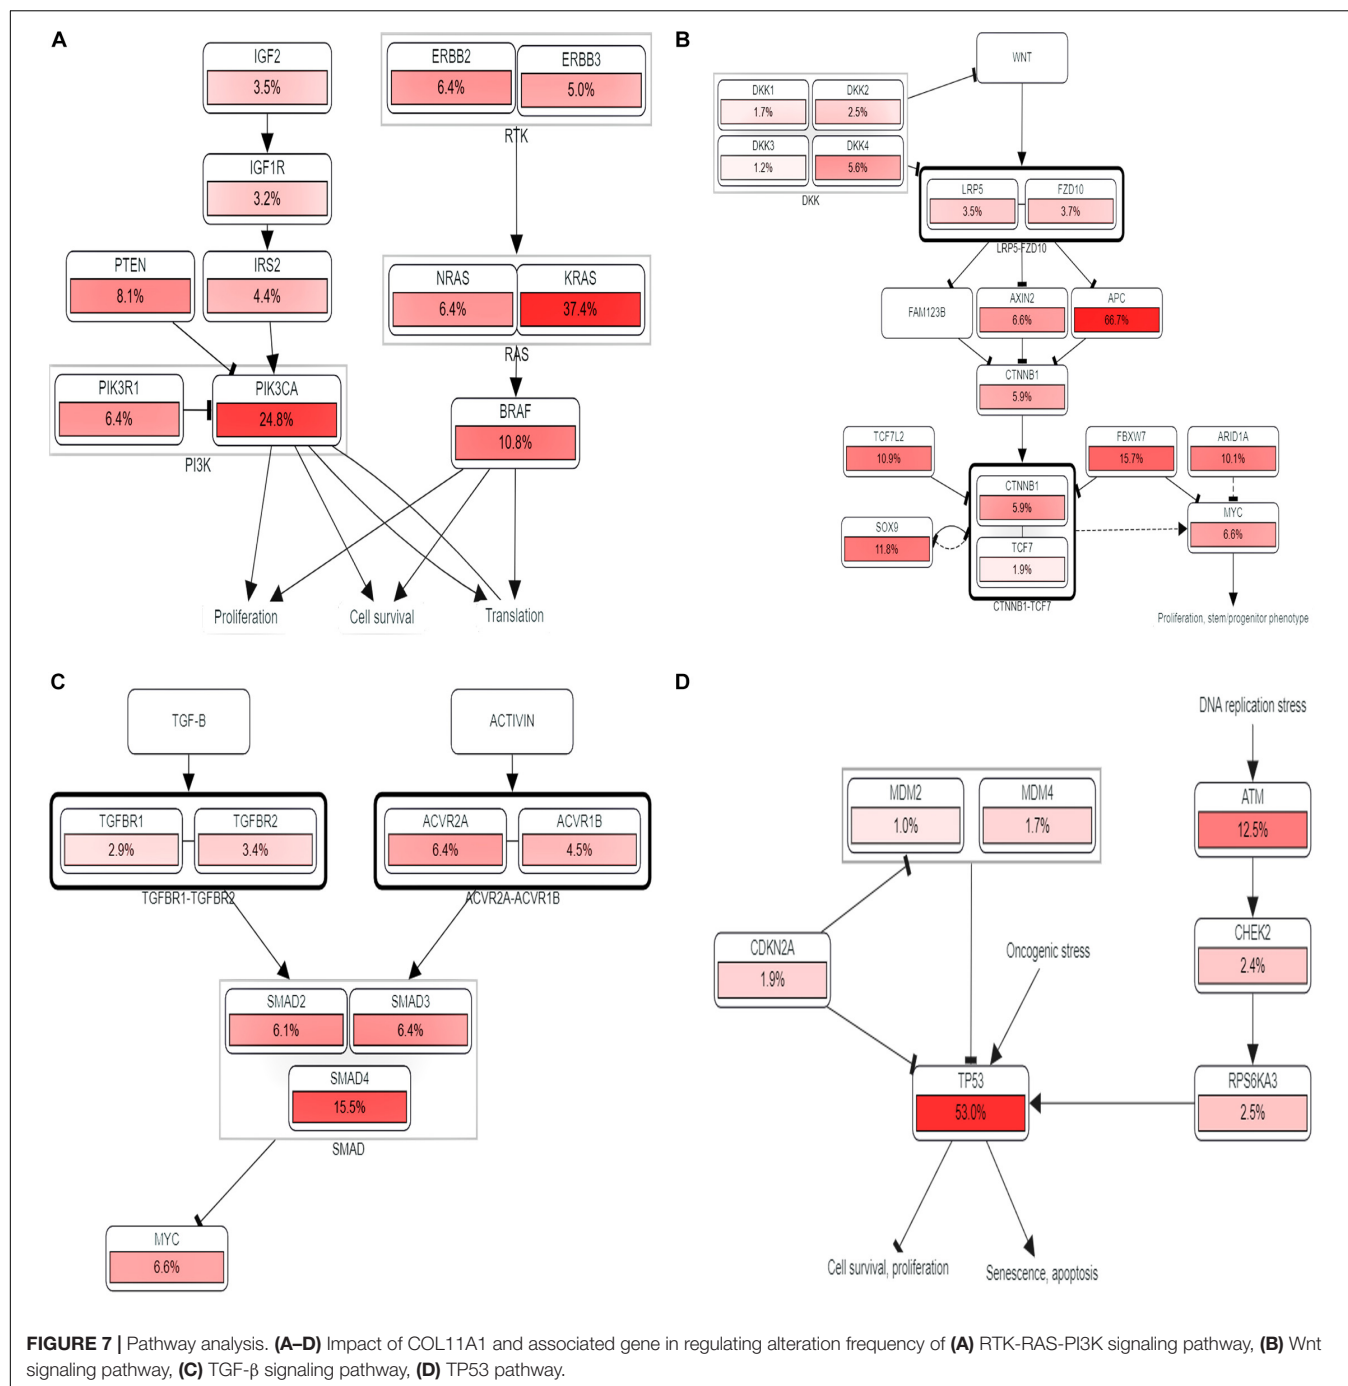 A
IGF2
3.5%
IGF1R
3.2%
PTEN
8.1%
IRS2
4.4%
PIK3R1
6.4%
PIK3CA
24.8%
PI3K
ERBB2
6.4%
ERBB3
5.0%
RTK
NRAS
6.4%
KRAS
37.4%
RAS
BRAF
10.8%
Proliferation
Cell survival
Translation
B
WNT
DKK1
1.7%
DKK2
2.5%
DKK3
1.2%
DKK4
5.6%
DKK
LRP5
3.5%
FZD10
3.7%
LRP5-FZD10
FAM123B
AXIN2
6.6%
APC
66.7%
CTNNB1
5.9%
TCF7L2
10.9%
FBXW7
15.7%
ARID1A
10.1%
CTNNB1
5.9%
SOX9
11.8%
TCF7
1.9%
CTNNB1-TCF7
MYC
6.6%
Proliferation, stem/progenitor phenotype
C
TGF-B
ACTIVIN
TGFBR1
2.9%
TGFBR2
3.4%
TGFBR1-TGFBR2
ACVR2A
6.4%
ACVR1B
4.5%
ACVR2A-ACVR1B
SMAD2
6.1%
SMAD3
6.4%
SMAD4
15.5%
SMAD
MYC
6.6%
D
DNA replication stress
MDM2
1.0%
MDM4
1.7%
ATM
12.5%
CDKN2A
1.9%
Oncogenic stress
CHEK2
2.4%
TP53
53.0%
RPS6KA3
2.5%
Cell survival, proliferation
Senescence, apoptosis
FIGURE 7 | Pathway analysis. (A–D) Impact of COL11A1 and associated gene in regulating alteration frequency of (A) RTK-RAS-PI3K signaling pathway, (B) Wnt
signaling pathway, (C) TGF-β signaling pathway, (D) TP53 pathway.